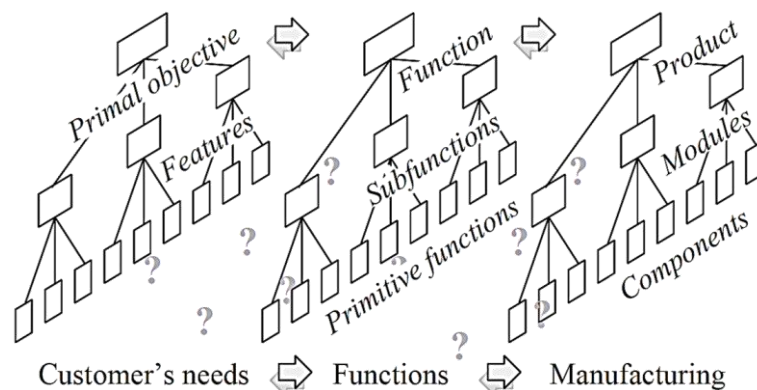 Primal objective
Features
Function
Subfunctions
Primitive functions
Product
Modules
Components
?
?
?
?
?
?
?
?
?
?
Customer's needs
Functions
Manufacturing